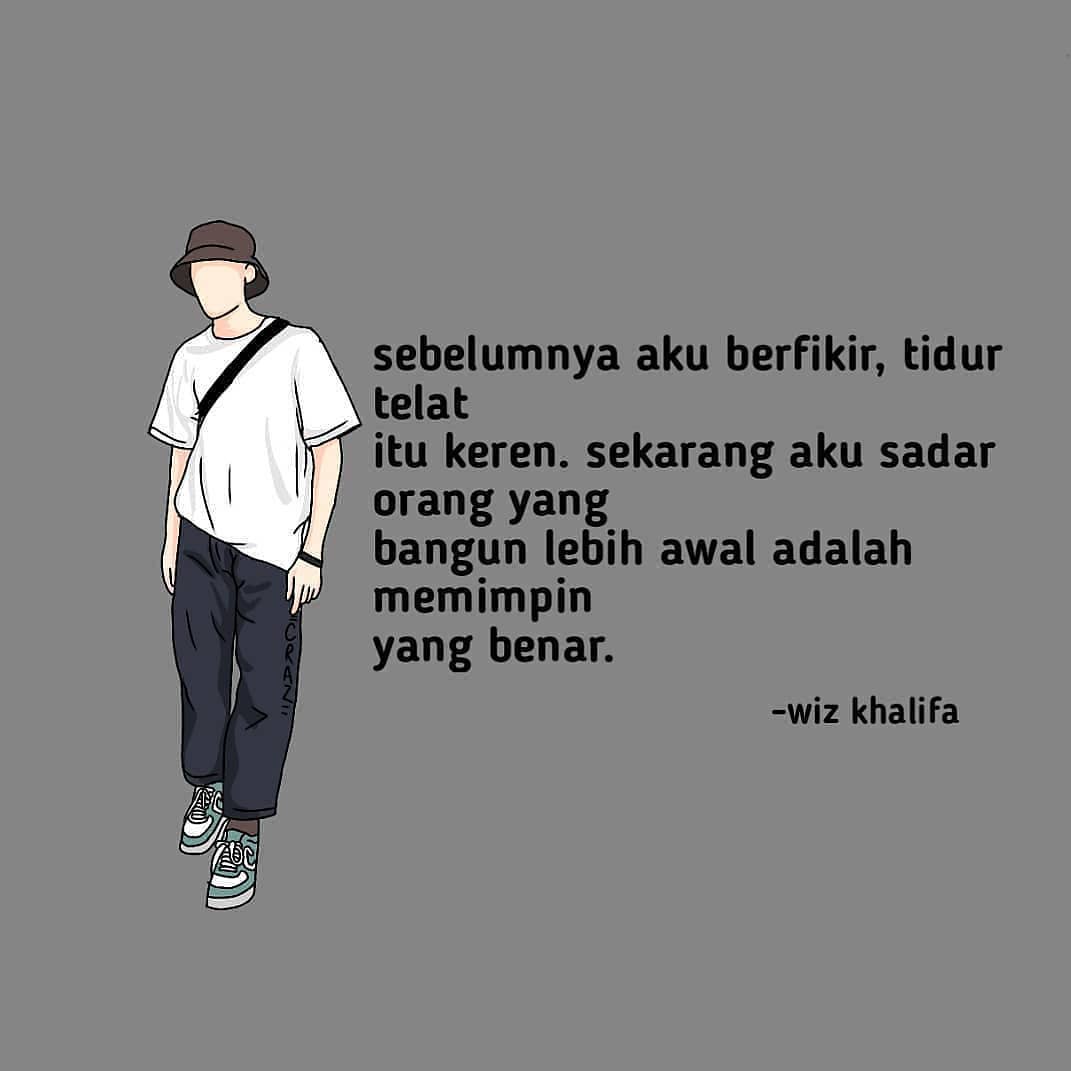 sebelumnya aku berfikir, tidur
telat
itu keren. sekarang aku sadar
orang yang
bangun lebih awal adalah
memimpin
yang benar.
-wiz khalifa
CRAZ